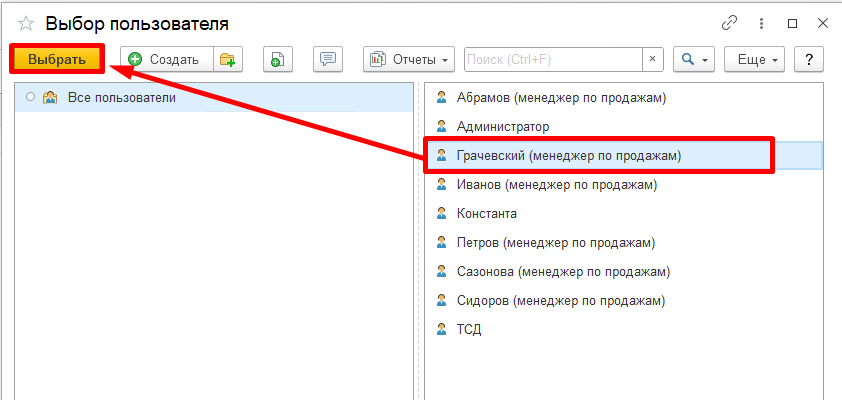 Выбор пользователя
Выбрать Создать Отчеты Поиск (Ctrl+F) × Еще ?
Все пользователи
Абрамов (менеджер по продажам)
Администратор
Грачевский (менеджер по продажам)
Иванов (менеджер по продажам)
Константа
Петров (менеджер по продажам)
Сазонова (менеджер по продажам)
Сидоров (менеджер по продажам)
ТСД